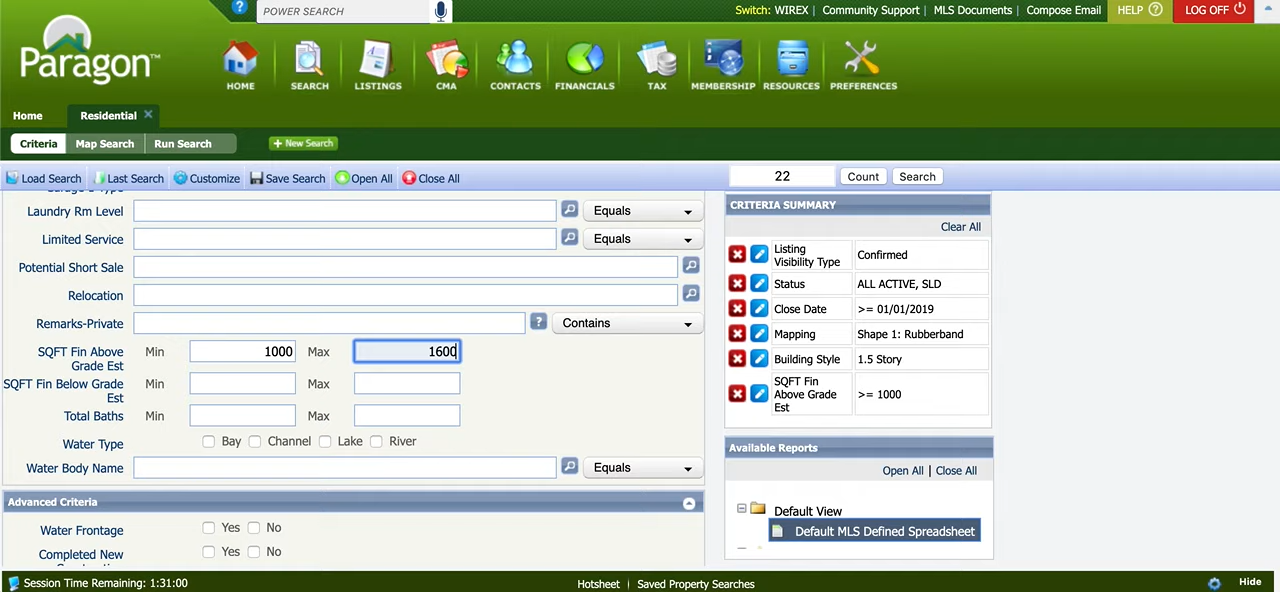 POWER SEARCH
Switch: WIREX | Community Support | MLS Documents | Compose Email
HELP ?
LOG OFF
Paragon™
HOME
SEARCH
LISTINGS
CMA
CONTACTS
FINANCIALS
TAX
MEMBERSHIP
RESOURCES
PREFERENCES
Home
Residential
Criteria
Map Search
Run Search
+ New Search
Load Search
Last Search
Customize
Save Search
Open All
Close All
22
Count
Search
Laundry Rm Level
Equals
Limited Service
Equals
Potential Short Sale
Relocation
Remarks-Private
?
Contains
SQFT Fin Above
Grade Est
Min
1000
Max
1600
SQFT Fin Below Grade
Est
Min
Max
Total Baths
Min
Max
Water Type
Bay
Channel
Lake
River
Water Body Name
Equals
Advanced Criteria
Water Frontage
Yes
No
Completed New
Yes
No
CRITERIA SUMMARY
Clear All
Listing
Visibility Type
Confirmed
Status
ALL ACTIVE, SLD
Close Date
>= 01/01/2019
Mapping
Shape 1: Rubberband
Building Style
1.5 Story
SQFT Fin
Above Grade
Est
>= 1000
Available Reports
Open All | Close All
Default View
Default MLS Defined Spreadsheet
Session Time Remaining: 1:31:00
Hotsheet | Saved Property Searches
Hide